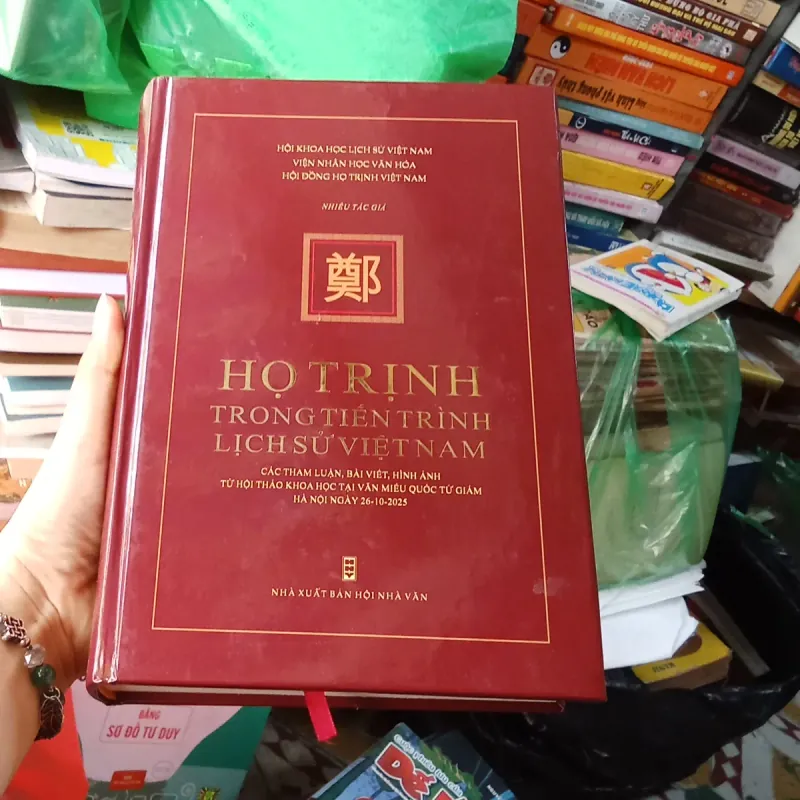 HỘI KHOA HỌC LỊCH SỬ VIỆT NAM
VIỆN NHÂN HỌC VĂN HÓA
HỘI ĐỒNG HỌ TRỊNH VIỆT NAM
NHIỀU TÁC GIẢ
鄭
HỌ TRỊNH
TRONG TIẾN TRÌNH
LỊCH SỬ VIỆT NAM
CÁC THAM LUẬN, BÀI VIẾT, HÌNH ẢNH
TỪ HỘI THẢO KHOA HỌC TẠI VĂN MIẾU QUỐC TỬ GIÁM
HÀ NỘI NGÀY 26-10-2025
NHÀ XUẤT BẢN HỘI NHÀ VĂN
BẰNG
SƠ ĐỒ TƯ DUY